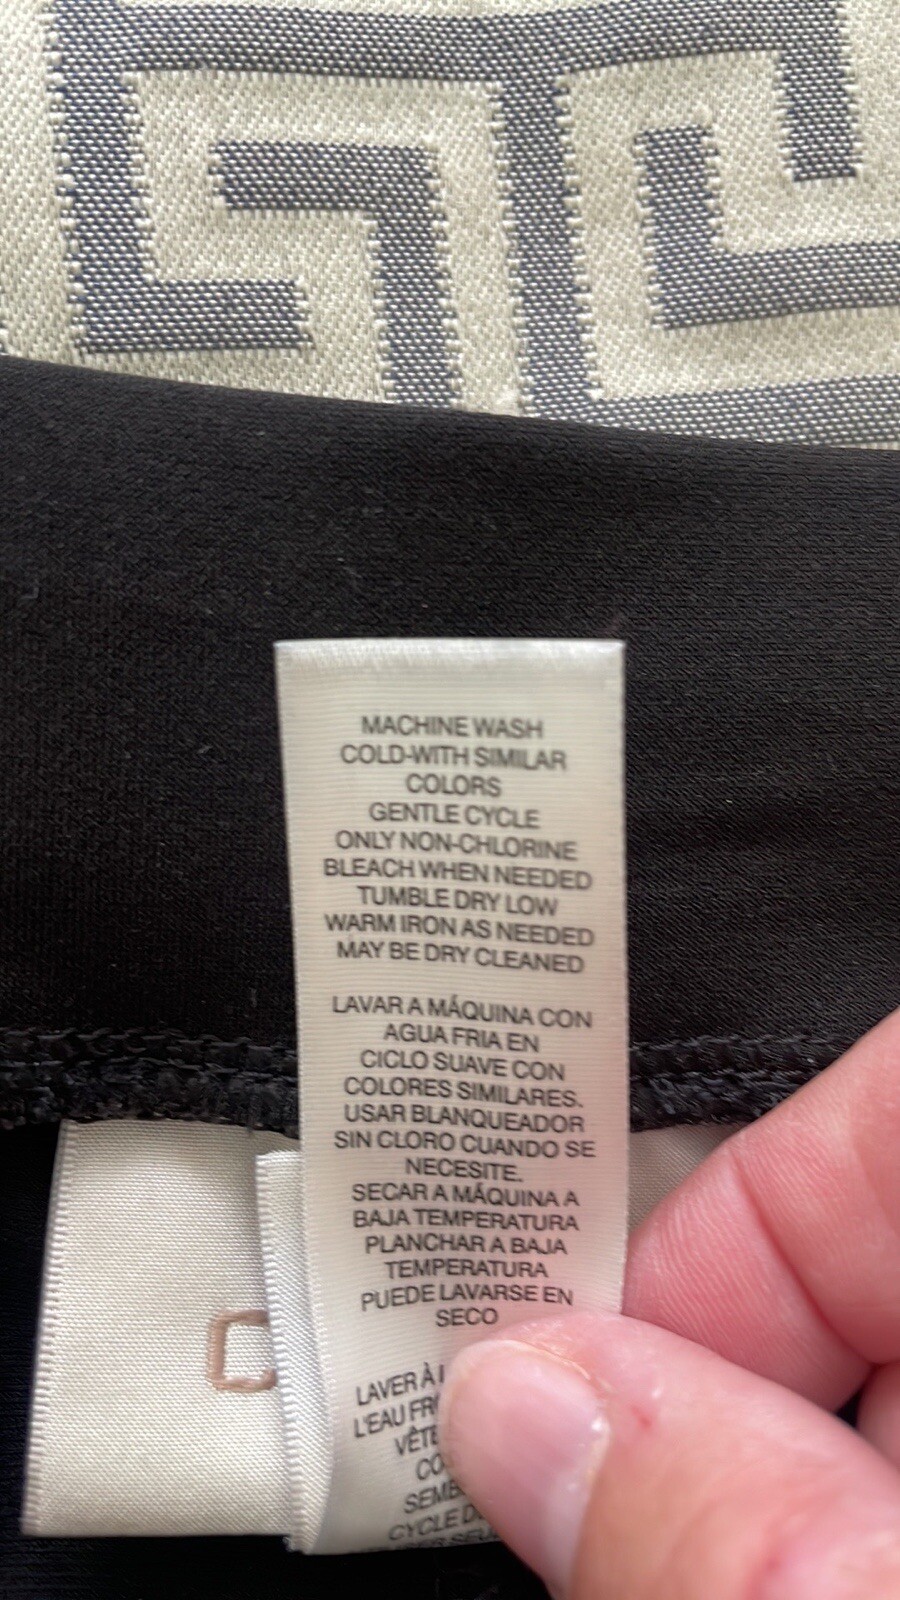 MACHINE WASH
COLD-WITH SIMILAR
COLORS
GENTLE CYCLE
ONLY NON-CHLORINE
BLEACH WHEN NEEDED
TUMBLE DRY LOW
WARM IRON AS NEEDED
MAY BE DRY CLEANED
LAVAR A MÁQUINA CON
AGUA FRIA EN
CICLO SUAVE CON
COLORES SIMILARES.
USAR BLANQUEADOR
SIN CLORO CUANDO SE
NECESITE.
SECAR A MÁQUINA A
BAJA TEMPERATURA
PLANCHAR A BAJA
TEMPERATURA
PUEDE LAVARSE EN
SECO
LAVER À
L'EAU
CYCLE